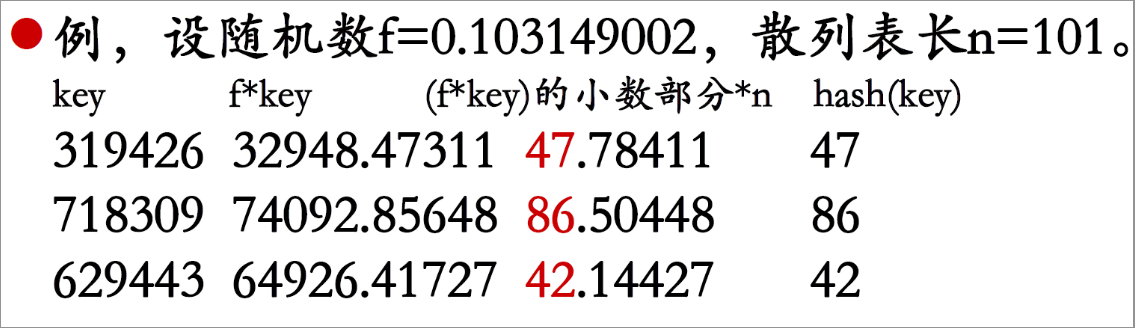 例，设随机数f=0.103149002，散列表长n=101。
key f*key (f*key)的小数部分*n hash(key)
319426 32948.47311 47.78411 47
718309 74092.85648 86.50448 86
629443 64926.41727 42.14427 42